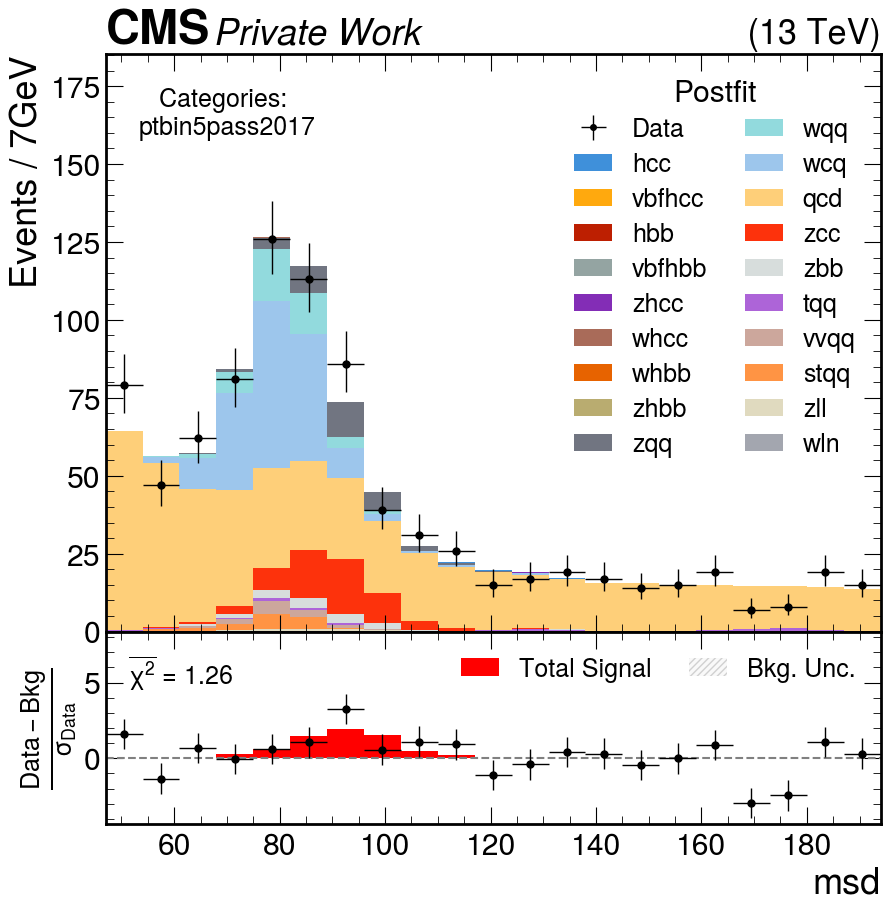 CMS Private Work (13 TeV)
Events / 7GeV
175
150
125
100
75
50
25
0
Categories:
ptbin5pass2017
Postfit
Data
hcc
vbfhcc
hbb
vbfhbb
zhcc
whcc
whbb
zhbb
zqq
wqq
wcq
qcd
zcc
zbb
tqq
vvqq
stqq
zll
wln
Data − Bkg
σData
5
0
χ² = 1.26
Total Signal
Bkg. Unc.
60 80 100 120 140 160 180
msd